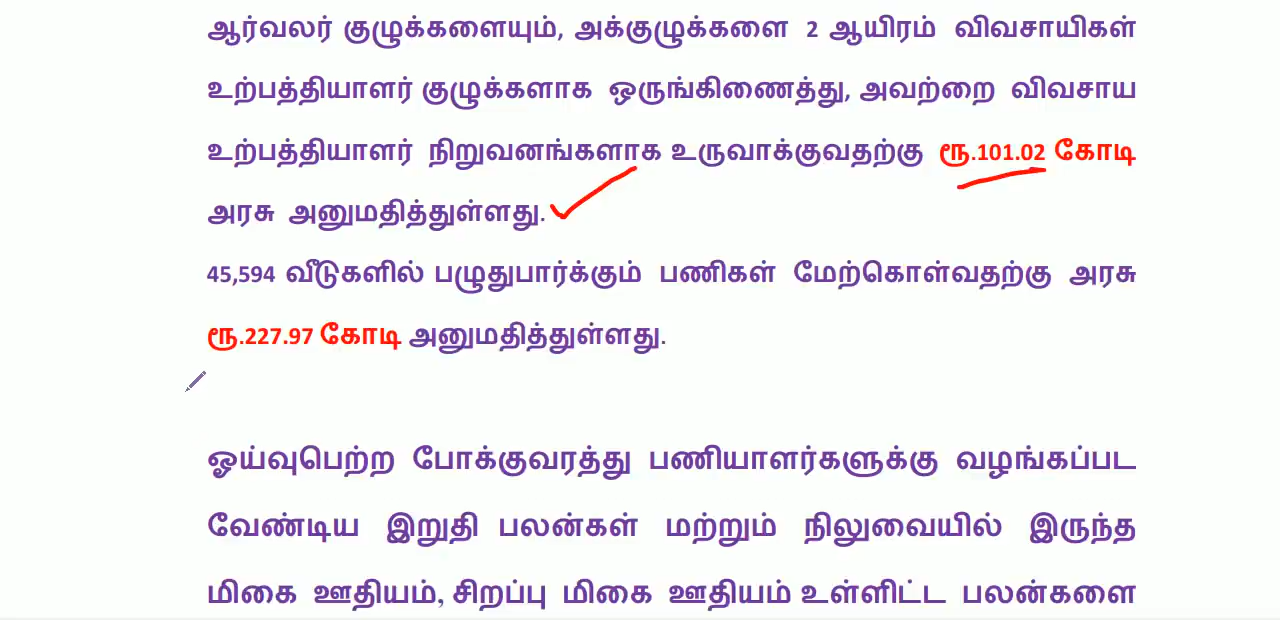 ஆர்வலர் குழுக்களையும், அக்குழுக்களை 2 ஆயிரம் விவசாயிகள்
உற்பத்தியாளர் குழுக்களாக ஒருங்கிணைத்து, அவற்றை விவசாய
உற்பத்தியாளர் நிறுவனங்களாக உருவாக்குவதற்கு ரூ.101.02 கோடி
அரசு அனுமதித்துள்ளது.
45,594 வீடுகளில் பழுதுபார்க்கும் பணிகள் மேற்கொள்வதற்கு அரசு
ரூ.227.97 கோடி அனுமதித்துள்ளது.
ஓய்வுபெற்ற போக்குவரத்து பணியாளர்களுக்கு வழங்கப்பட
வேண்டிய இறுதி பலன்கள் மற்றும் நிலுவையில் இருந்த
மிகை ஊதியம், சிறப்பு மிகை ஊதியம் உள்ளிட்ட பலன்களை